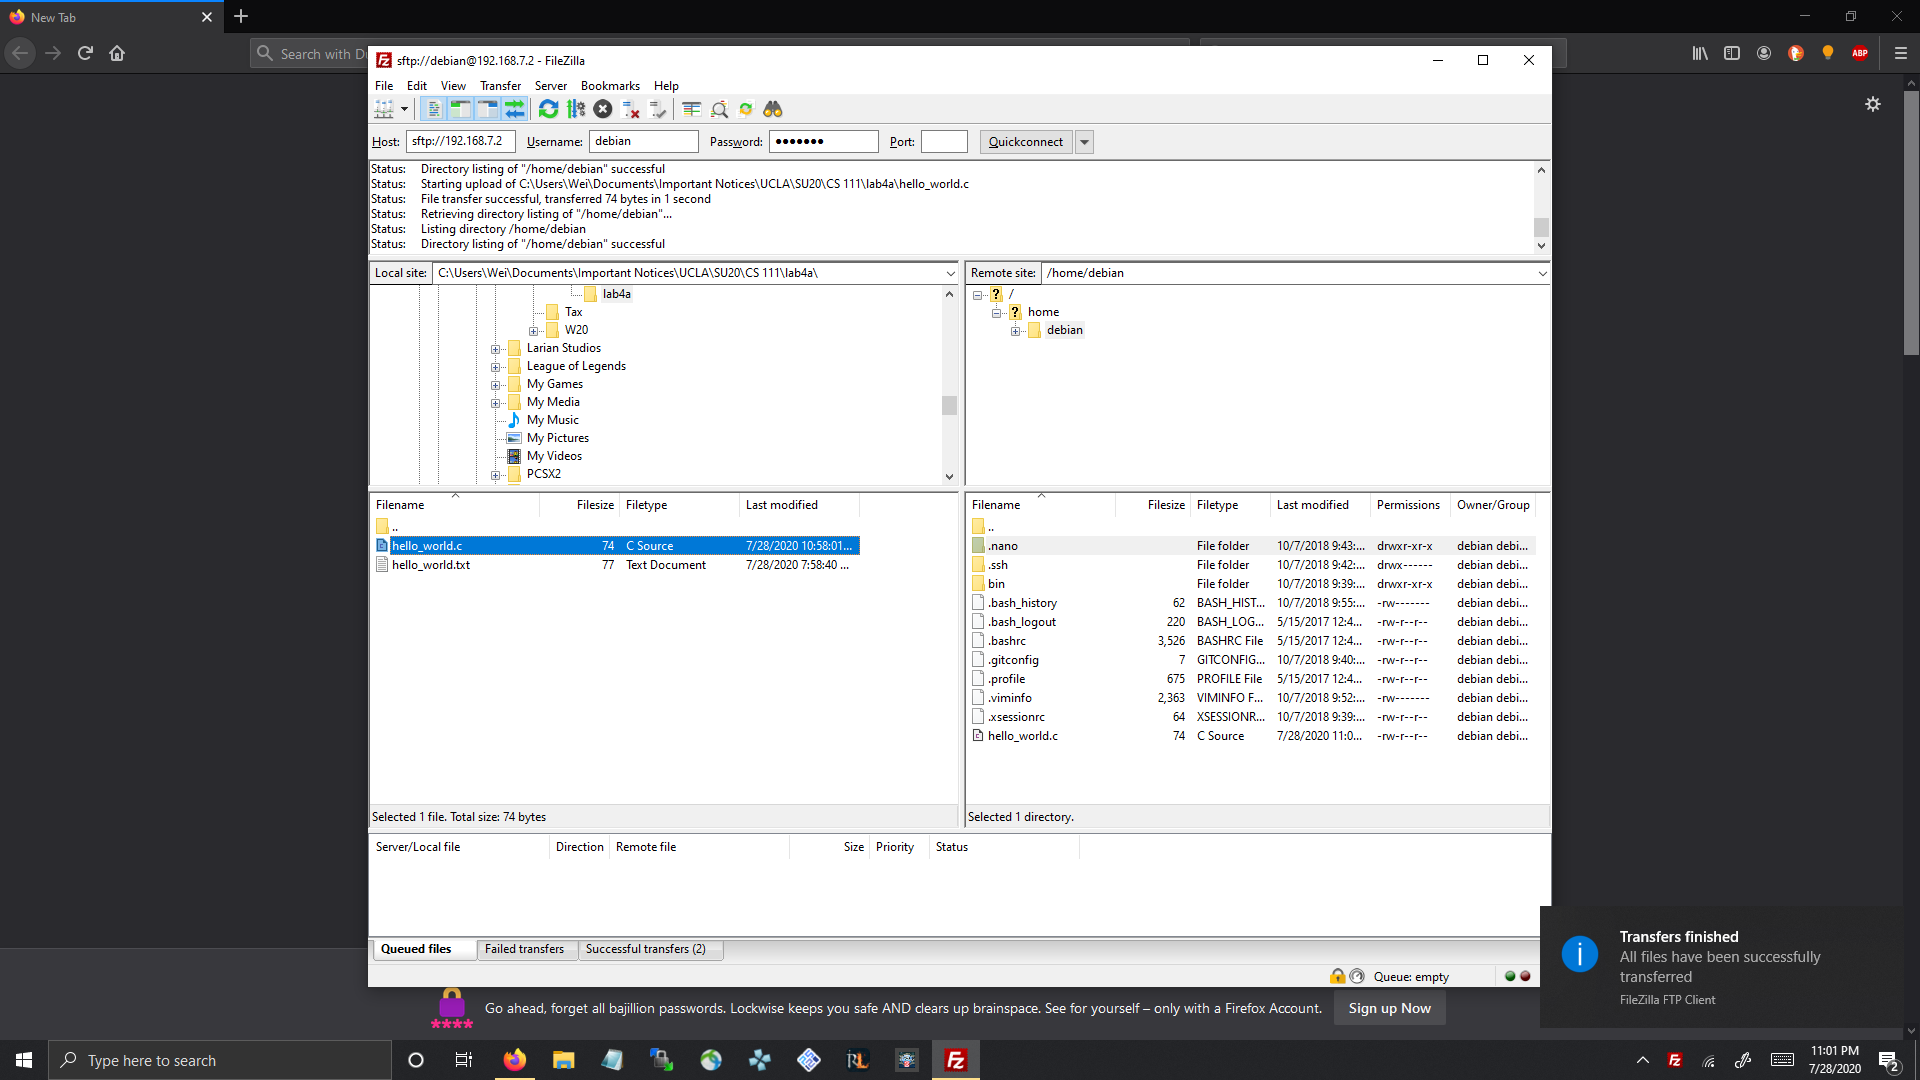 New Tab
Search with D
sftp://debian@192.168.7.2 - FileZilla
File Edit View Transfer Server Bookmarks Help
Host: sftp://192.168.7.2 Username: debian Password: ●●●●●●● Port: Quickconnect
Status: Directory listing of "/home/debian" successful
Status: Starting upload of C:\Users\Wei\Documents\Important Notices\UCLA\SU20\CS 111\lab4a\hello_world.c
Status: File transfer successful, transferred 74 bytes in 1 second
Status: Retrieving directory listing of "/home/debian"...
Status: Listing directory /home/debian
Status: Directory listing of "/home/debian" successful
Local site: C:\Users\Wei\Documents\Important Notices\UCLA\SU20\CS 111\lab4a\
lab4a
Tax
W20
Larian Studios
League of Legends
My Games
My Media
My Music
My Pictures
My Videos
PCSX2
Remote site: /home/debian
/
home
debian
Filename Filesize Filetype Last modified
..
hello_world.c 74 C Source 7/28/2020 10:58:01...
hello_world.txt 77 Text Document 7/28/2020 7:58:40 ...
Selected 1 file. Total size: 74 bytes
Filename Filesize Filetype Last modified Permissions Owner/Group
..
.nano File folder 10/7/2018 9:43:... drwxr-xr-x debian debi...
.ssh File folder 10/7/2018 9:42:... drwx------ debian debi...
bin File folder 10/7/2018 9:39:... drwxr-xr-x debian debi...
.bash_history 62 BASH_HIST... 10/7/2018 9:55:... -rw------- debian debi...
.bash_logout 220 BASH_LOG... 5/15/2017 12:4... -rw-r--r-- debian debi...
.bashrc 3,526 BASHRC File 5/15/2017 12:4... -rw-r--r-- debian debi...
.gitconfig 7 GITCONFIG... 10/7/2018 9:40:... -rw-r--r-- debian debi...
.profile 675 PROFILE File 5/15/2017 12:4... -rw-r--r-- debian debi...
.viminfo 2,363 VIMINFO F... 10/7/2018 9:52:... -rw------- debian debi...
.xsessionrc 64 XSESSIONR... 10/7/2018 9:39:... -rw-r--r-- debian debi...
hello_world.c 74 C Source 7/28/2020 11:0... -rw-r--r-- debian debi...
Selected 1 directory.
Server/Local file Direction Remote file Size Priority Status
Queued files Failed transfers Successful transfers (2)
Queue: empty
Transfers finished
All files have been successfully
transferred
FileZilla FTP Client
Go ahead, forget all bajillion passwords. Lockwise keeps you safe AND clears up brainspace. See for yourself – only with a Firefox Account. Sign up Now
Type here to search
11:01 PM
7/28/2020
2
ABP